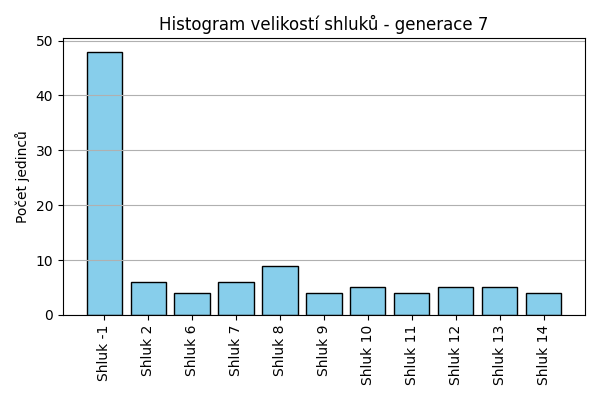 Histogram velikostí shluků - generace 7
Počet jedinců
50
40
30
20
10
0
Shluk -1
Shluk 2
Shluk 6
Shluk 7
Shluk 8
Shluk 9
Shluk 10
Shluk 11
Shluk 12
Shluk 13
Shluk 14